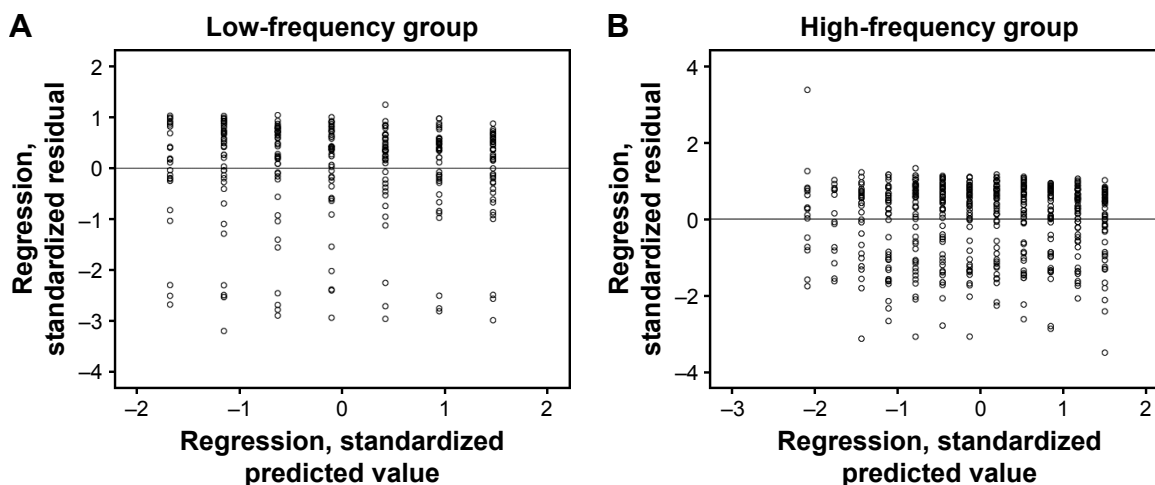 A
Low-frequency group
Regression,
standardized residual
2
1
0
–1
–2
–3
–4
–2
–1
0
1
2
Regression, standardized
predicted value
B
High-frequency group
Regression,
standardized residual
4
2
0
–2
–4
–3
–2
–1
0
1
2
Regression, standardized
predicted value